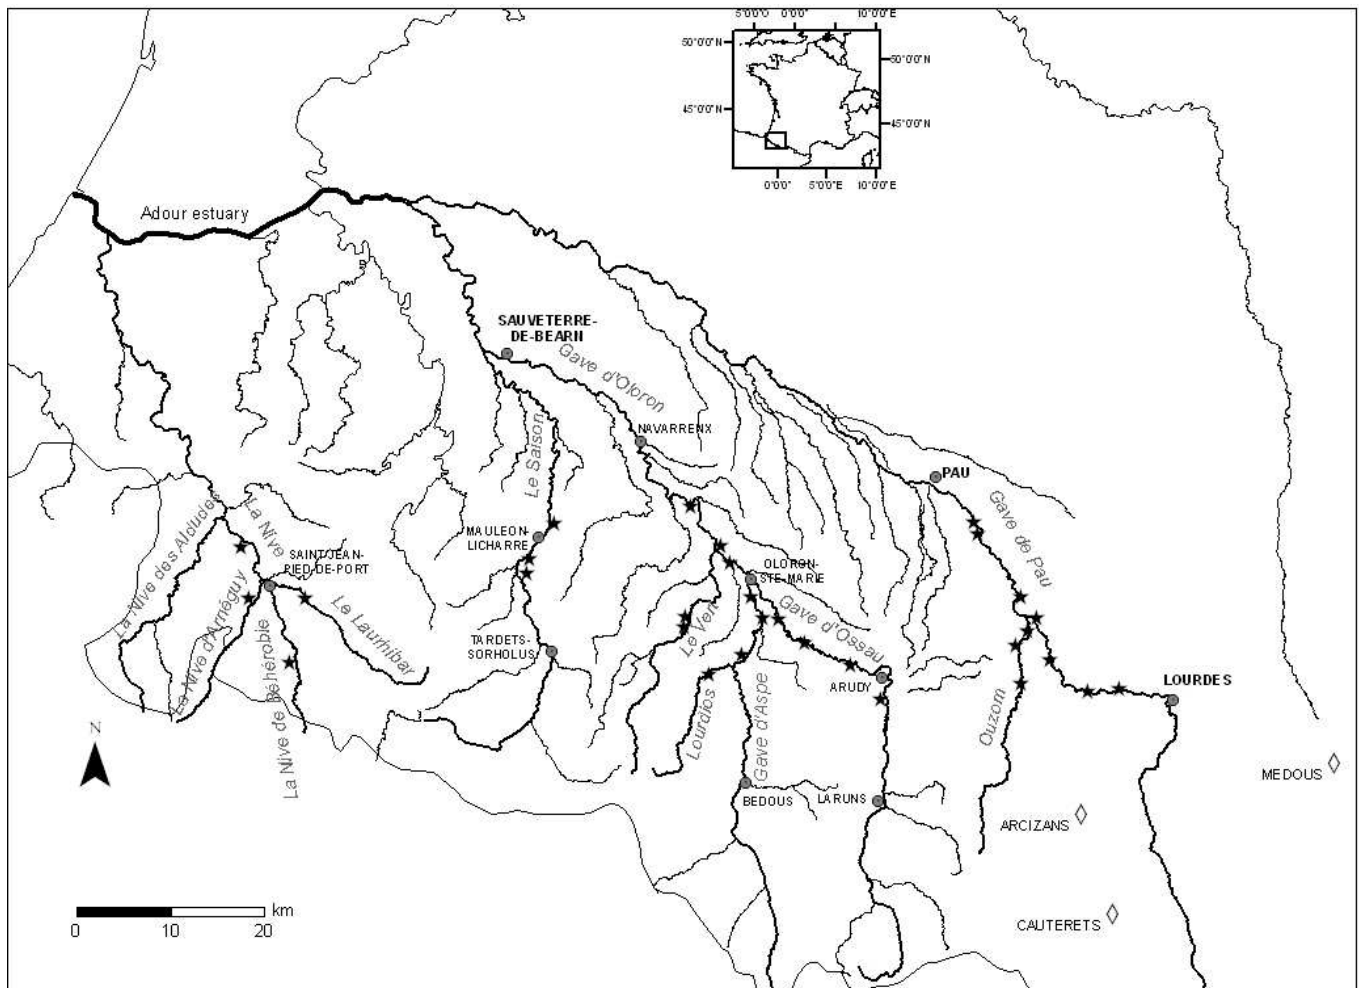 5°0'0"O 0°0'0" 10°0'0"E
50°0'0"N
50°0'0"N
45°0'0"N
45°0'0"N
0°0'0" 5°0'0"E 10°0'0"E
Adour estuary
SAUVETERRE-
DE-BEARN
Gave d'Oloron
NAVARRENX
Le Saison
PAU
Gave de Pau
La Nive des Aldudes
La Nive
MAULEON-
LICHARRE
SAINT-JEAN-
PIED-DE-PORT
OLORON-
STE-MARIE
La Nive d'Arnéguy
Le Laurhibar
Le Vert
Gave d'Ossau
TARDETS-
SORHOLUS
La Nive de Béhérobie
ARUDY
LOURDES
Lourdios
Gave d'Aspe
Ouzom
N
MEDOUS
BEDOUS
LARUNS
ARCIZANS
CAUTERETS
km
0 10 20